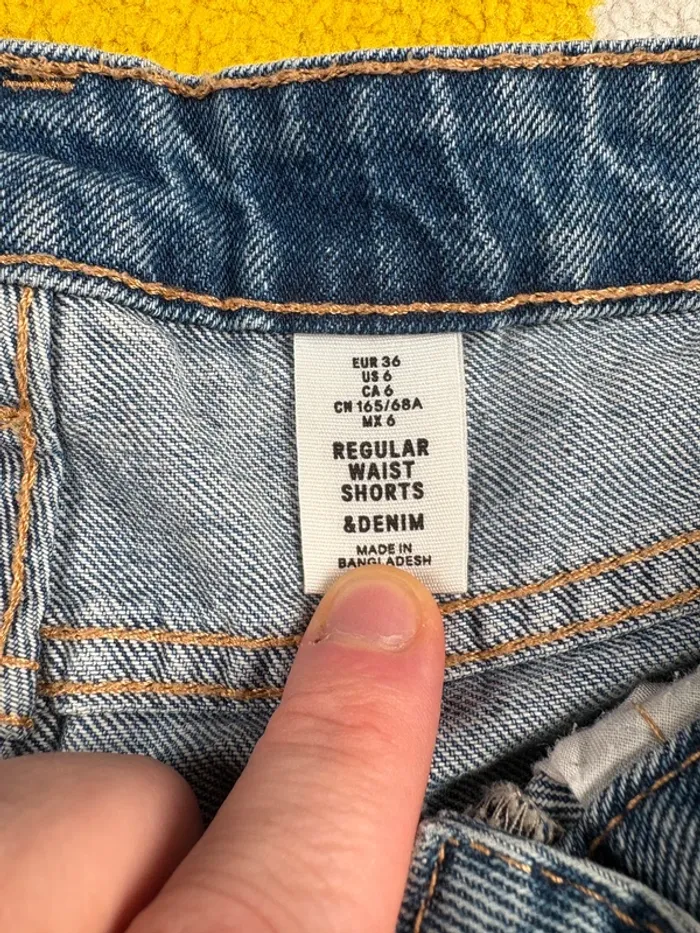 EUR 36
US 6
CA 6
CN 165/68A
MX 6
REGULAR
WAIST
SHORTS
&DENIM
MADE IN
BANGLADESH